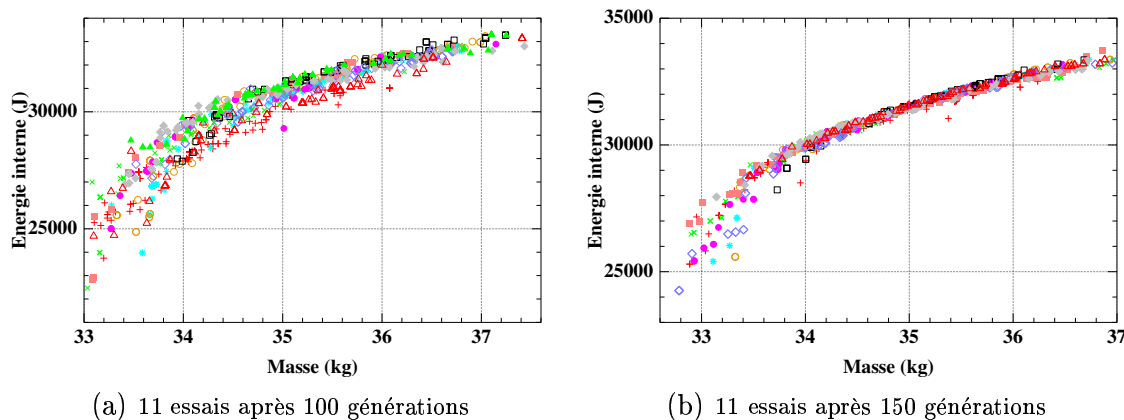 Energie interne (J)
30000
25000
33
34
35
36
37
Masse (kg)
(a) 11 essais après 100 générations
Energie interne (J)
35000
30000
25000
33
34
35
36
37
Masse (kg)
(b) 11 essais après 150 générations